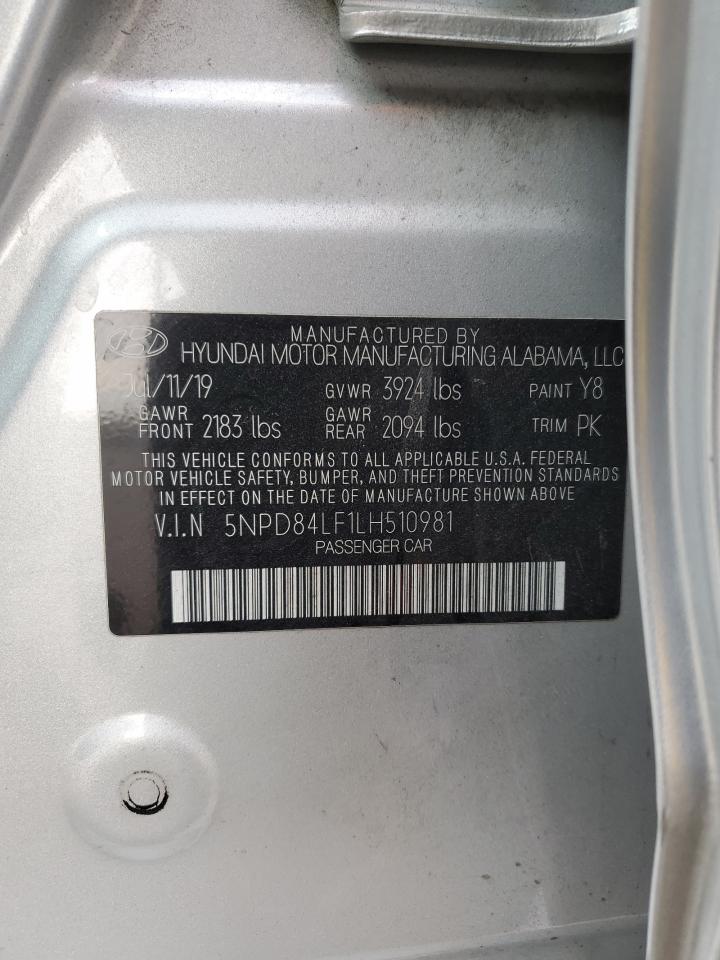 MANUFACTURED BY
HYUNDAI MOTOR MANUFACTURING ALABAMA, LLC
Jul/11/19 GVWR 3924 lbs PAINT Y8
GAWR FRONT 2183 lbs GAWR REAR 2094 lbs TRIM PK
THIS VEHICLE CONFORMS TO ALL APPLICABLE U.S.A. FEDERAL
MOTOR VEHICLE SAFETY, BUMPER, AND THEFT PREVENTION STANDARDS
IN EFFECT ON THE DATE OF MANUFACTURE SHOWN ABOVE
V.I.N 5NPD84LF1LH510981
PASSENGER CAR